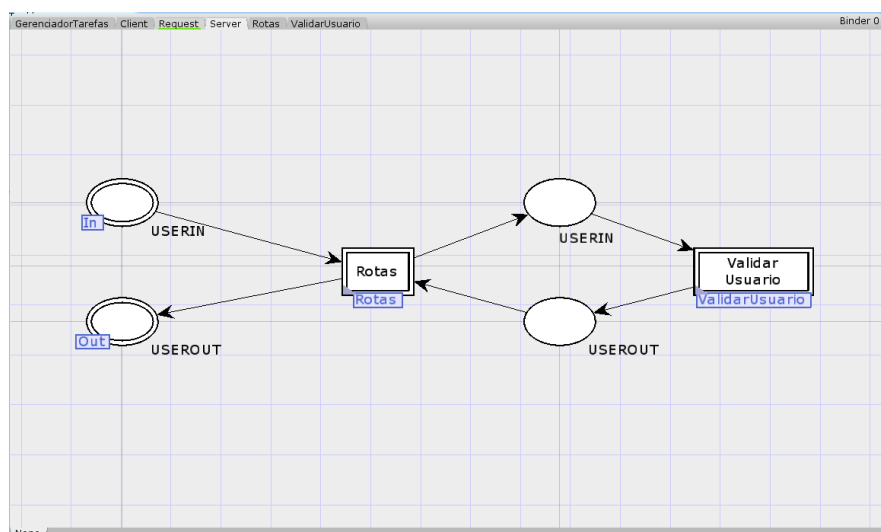 GerenciadorTarefas Client Request Server Rotas ValidarUsuario
Binder 0
In
USERIN
USERIN
Rotas
Rotas
Validar
Usuario
ValidarUsuario
Out
USEROUT
USEROUT